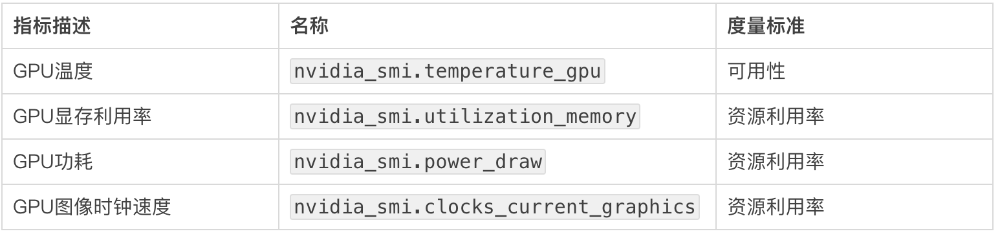 指标描述 名称 度量标准
GPU温度 nvidia_smi.temperature_gpu 可用性
GPU显存利用率 nvidia_smi.utilization_memory 资源利用率
GPU功耗 nvidia_smi.power_draw 资源利用率
GPU图像时钟速度 nvidia_smi.clocks_current_graphics 资源利用率